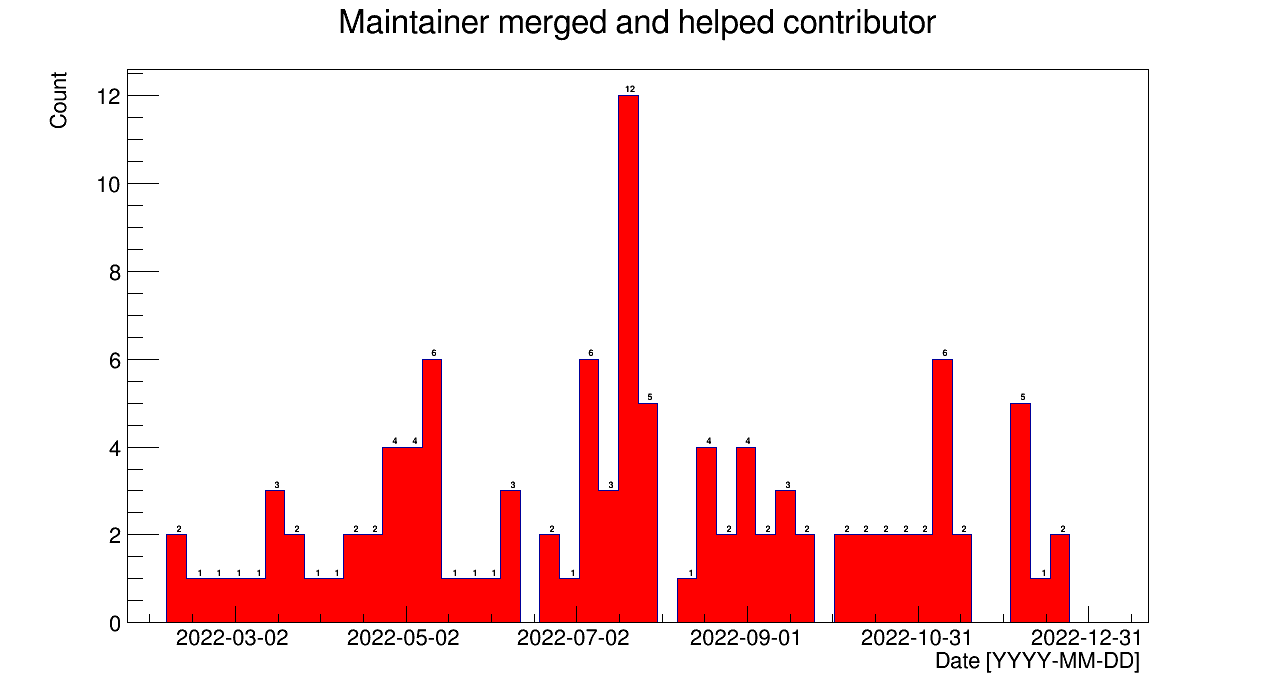 Maintainer merged and helped contributor
Count
12
10
8
6
4
2
0
2 1 1 1 1 3 2 1 1 2 2 4 4 6 1 1 1 3 2 1 6 3 12 5 1 4 2 4 2 3 2 2 2 2 2 2 6 2 5 1 2
2022-03-02 2022-05-02 2022-07-02 2022-09-01 2022-10-31 2022-12-31
Date [YYYY-MM-DD]